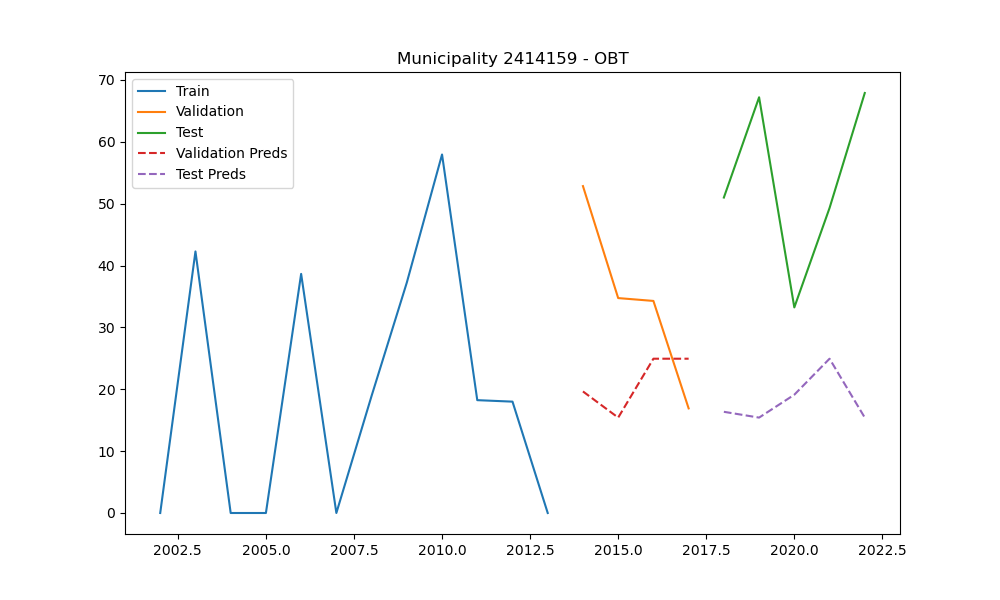 Municipality 2414159 - OBT
Train
Validation
Test
Validation Preds
Test Preds
70
60
50
40
30
20
10
0
2002.5 2005.0 2007.5 2010.0 2012.5 2015.0 2017.5 2020.0 2022.5